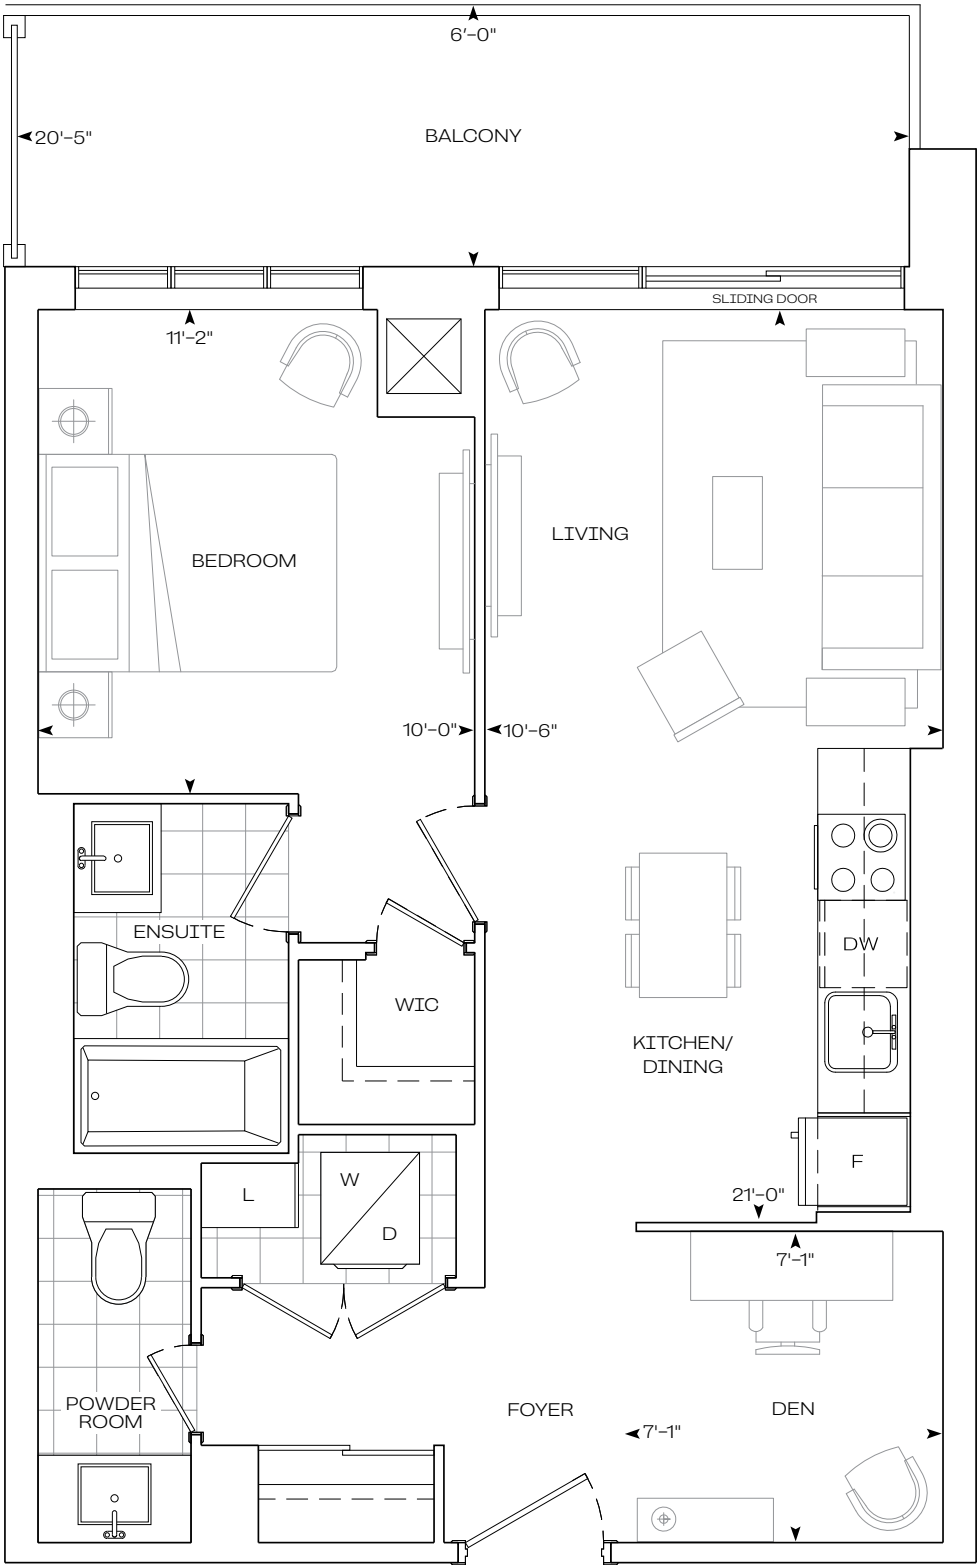 6'-0"
20'-5"
BALCONY
SLIDING DOOR
11'-2"
LIVING
BEDROOM
10'-0"
10'-6"
ENSUITE
DW
WIC
KITCHEN/
DINING
F
W
L
21'-0"
D
7'-1"
POWDER
ROOM
FOYER
DEN
7'-1"